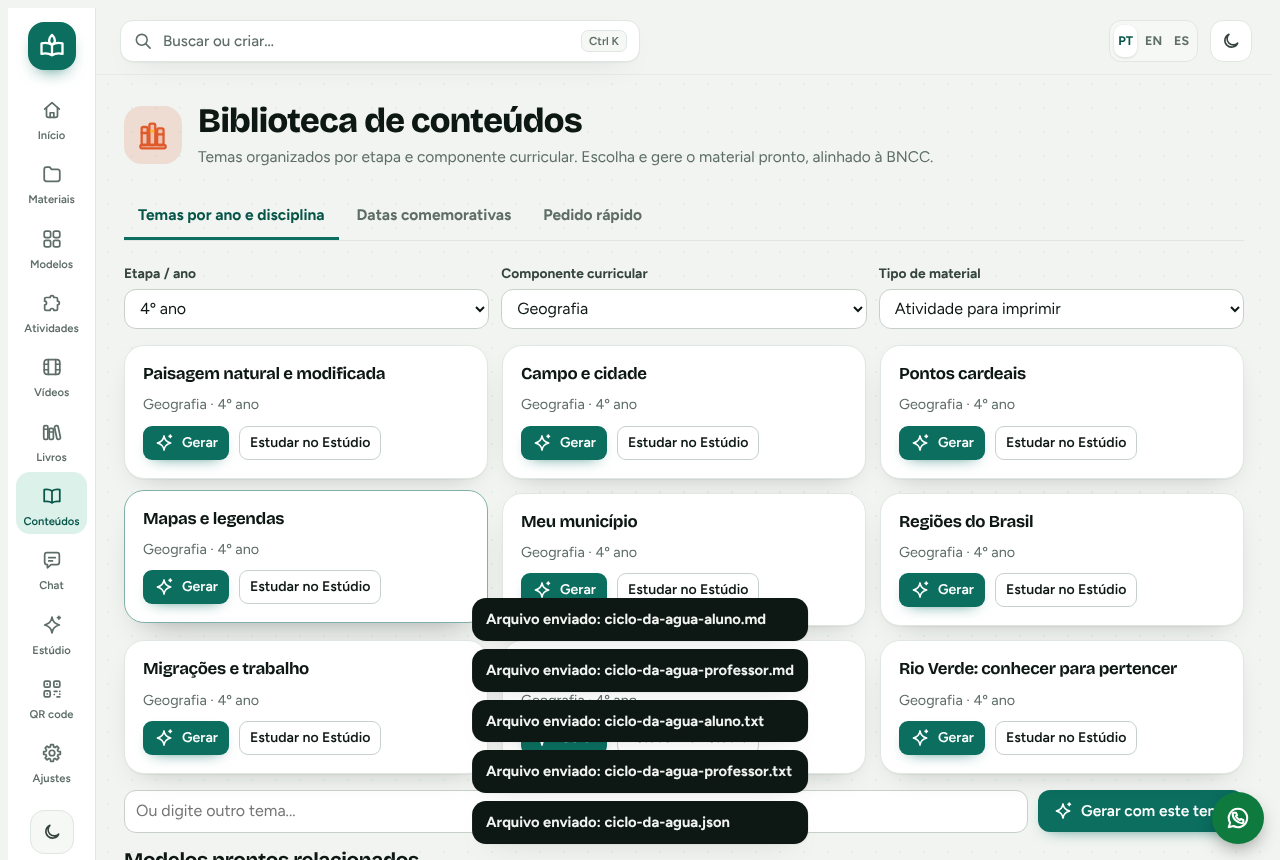 Buscar ou criar...
Ctrl K
PT
EN
ES
Início
Materiais
Modelos
Atividades
Vídeos
Livros
Conteúdos
Chat
Estúdio
QR code
Ajustes
Biblioteca de conteúdos
Temas organizados por etapa e componente curricular. Escolha e gere o material pronto, alinhado à BNCC.
Temas por ano e disciplina
Datas comemorativas
Pedido rápido
Etapa / ano
4º ano
Componente curricular
Geografia
Tipo de material
Atividade para imprimir
Paisagem natural e modificada
Geografia · 4º ano
Gerar
Estudar no Estúdio
Campo e cidade
Geografia · 4º ano
Gerar
Estudar no Estúdio
Pontos cardeais
Geografia · 4º ano
Gerar
Estudar no Estúdio
Mapas e legendas
Geografia · 4º ano
Gerar
Estudar no Estúdio
Meu município
Geografia · 4º ano
Gerar
Estudar no Estúdio
Regiões do Brasil
Geografia · 4º ano
Gerar
Estudar no Estúdio
Migrações e trabalho
Geografia · 4º ano
Gerar
Estudar no Estúdio
Rio Verde: conhecer para pertencer
Geografia · 4º ano
Gerar
Estudar no Estúdio
Arquivo enviado: ciclo-da-agua-aluno.md
Arquivo enviado: ciclo-da-agua-professor.md
Arquivo enviado: ciclo-da-agua-aluno.txt
Arquivo enviado: ciclo-da-agua-professor.txt
Arquivo enviado: ciclo-da-agua.json
Ou digite outro tema...
Gerar com este
Modelos prontos relacionados